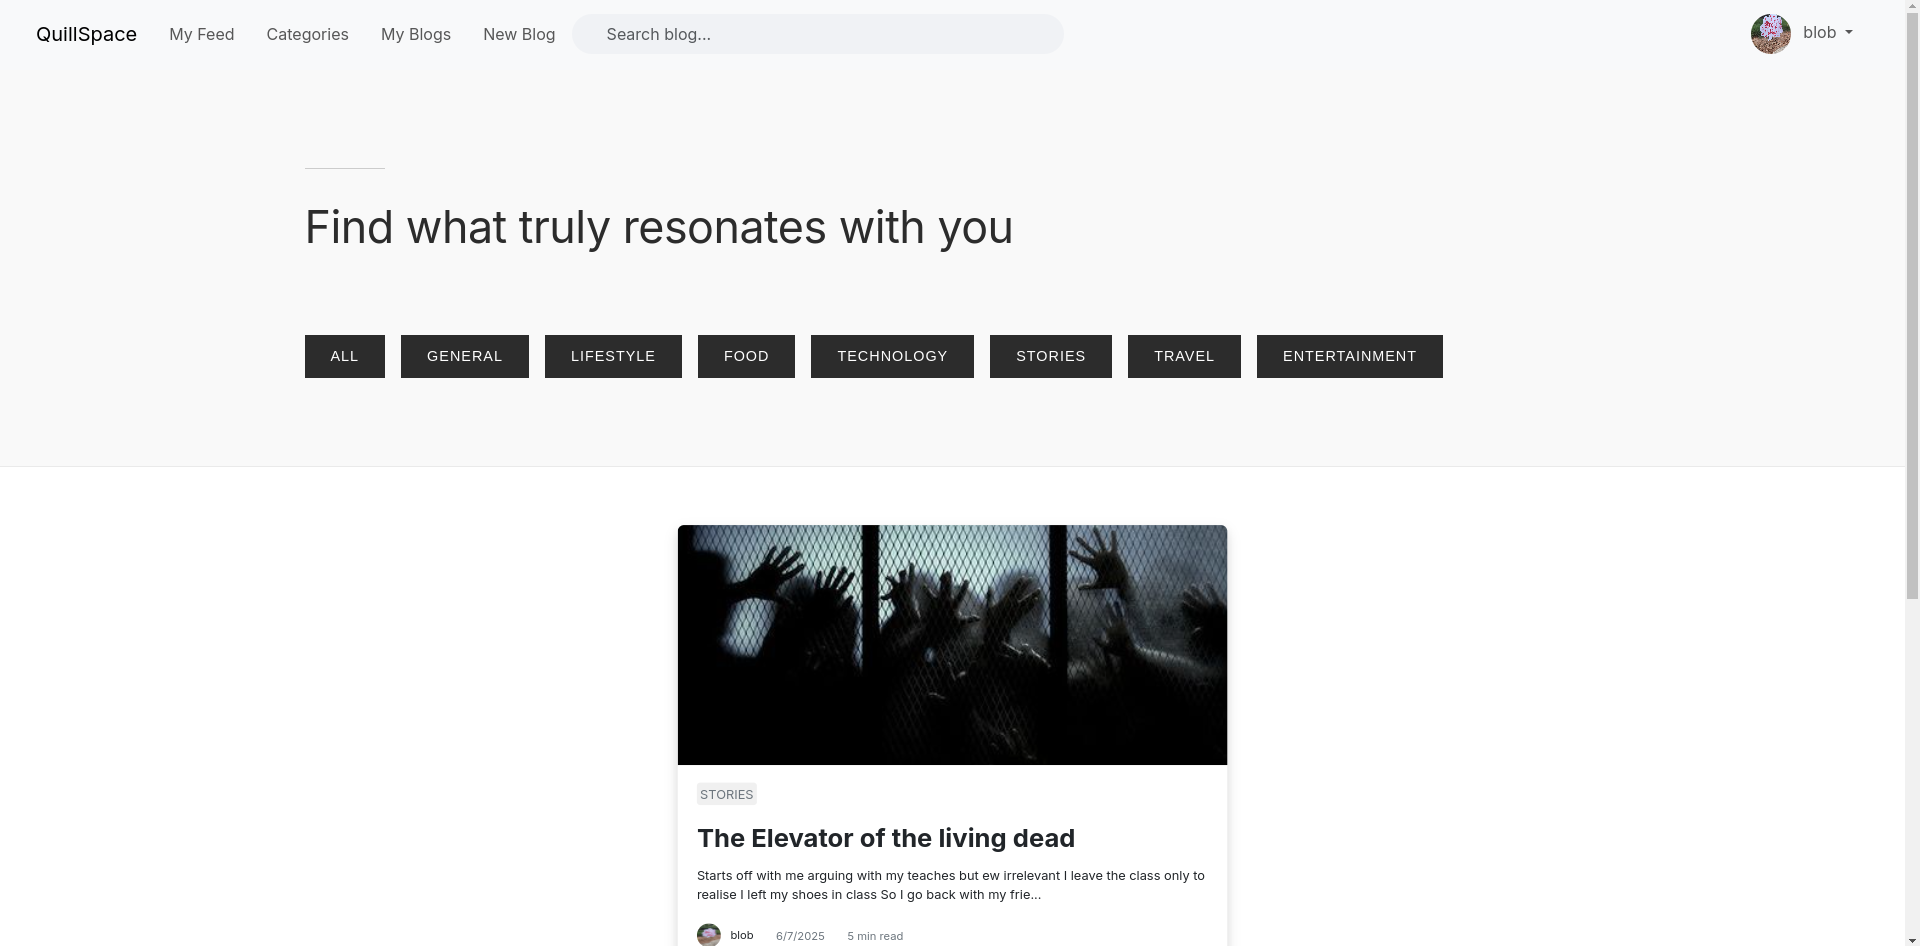 QuillSpace My Feed Categories My Blogs New Blog Search blog... blob
Find what truly resonates with you
ALL GENERAL LIFESTYLE FOOD TECHNOLOGY STORIES TRAVEL ENTERTAINMENT
STORIES
The Elevator of the living dead
Starts off with me arguing with my teaches but ew irrelevant I leave the class only to
realise I left my shoes in class So I go back with my frie...
blob 6/7/2025 5 min read